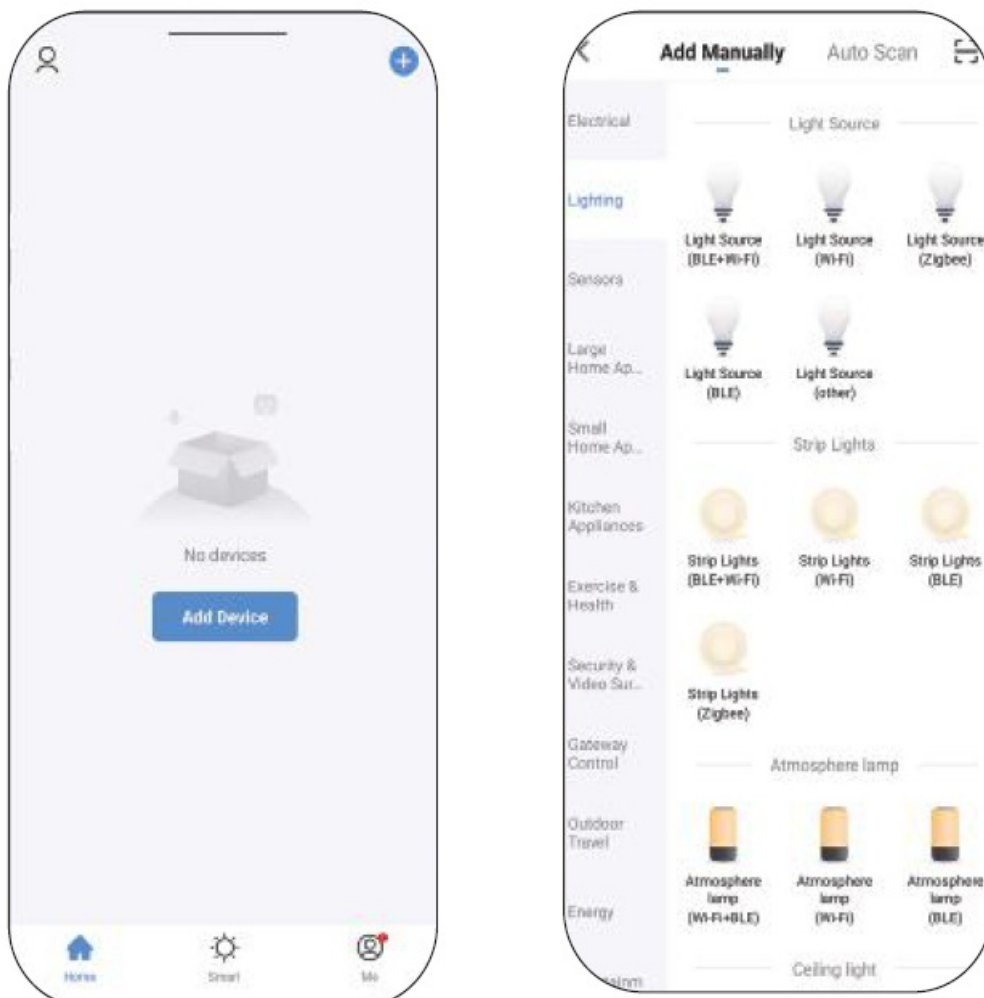 No devices
Add Device
Home
Smart
Me
Add Manually
Auto Scan
Electrical
Lighting
Sensors
Large
Home Ap...
Small
Home Ap...
Kitchen
Appliances
Exercise &
Health
Security &
Video Sur...
Gateway
Control
Outdoor
Travel
Energy
Light Source
Light Source
(BLE+Wi-Fi)
Light Source
(Wi-Fi)
Light Source
(Zigbee)
Light Source
(BLE)
Light Source
(other)
Strip Lights
Strip Lights
(BLE+Wi-Fi)
Strip Lights
(Wi-Fi)
Strip Lights
(BLE)
Strip Lights
(Zigbee)
Atmosphere lamp
Atmosphere
lamp
(Wi-Fi+BLE)
Atmosphere
lamp
(Wi-Fi)
Atmosphere
lamp
(BLE)
Ceiling light